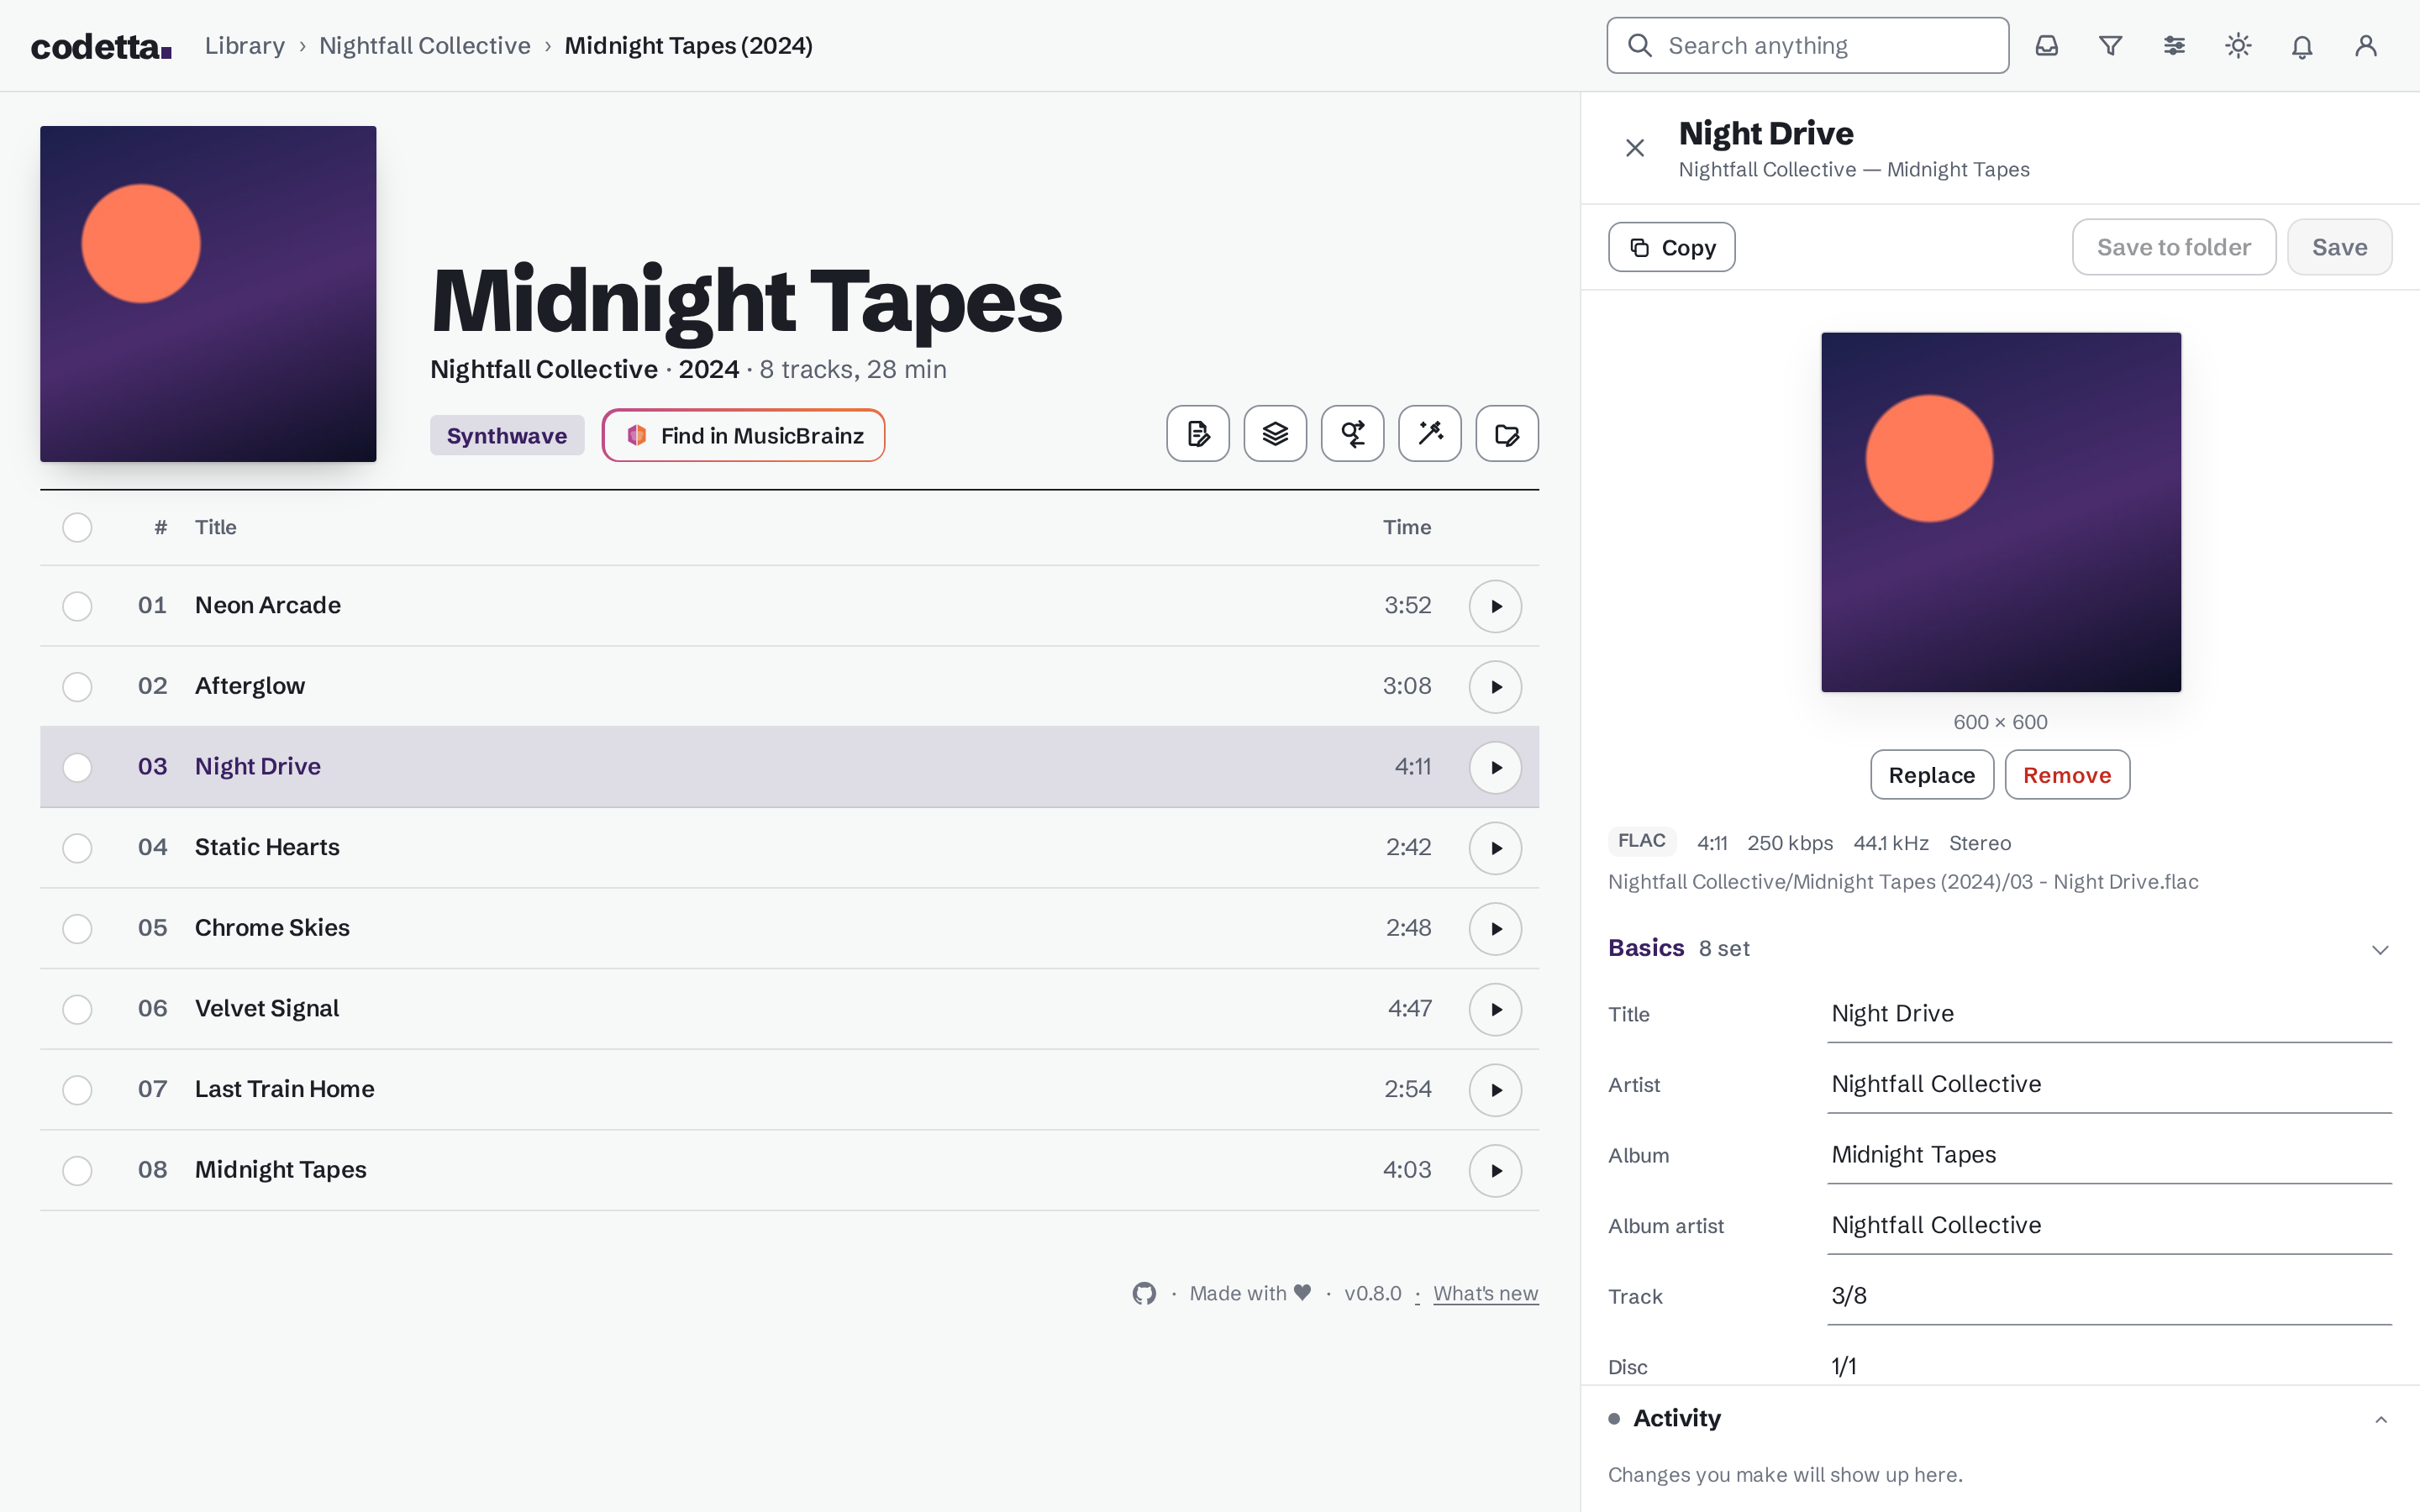 codetta.
Library › Nightfall Collective › Midnight Tapes (2024)
Search anything
Midnight Tapes
Nightfall Collective · 2024 · 8 tracks, 28 min
Synthwave
Find in MusicBrainz
# Title Time
01 Neon Arcade 3:52
02 Afterglow 3:08
03 Night Drive 4:11
04 Static Hearts 2:42
05 Chrome Skies 2:48
06 Velvet Signal 4:47
07 Last Train Home 2:54
08 Midnight Tapes 4:03
· Made with ♥ · v0.8.0 · What's new
Night Drive
Nightfall Collective — Midnight Tapes
Copy
Save to folder
Save
600 × 600
Replace
Remove
FLAC 4:11 250 kbps 44.1 kHz Stereo
Nightfall Collective/Midnight Tapes (2024)/03 - Night Drive.flac
Basics 8 set
Title Night Drive
Artist Nightfall Collective
Album Midnight Tapes
Album artist Nightfall Collective
Track 3/8
Disc 1/1
Activity
Changes you make will show up here.